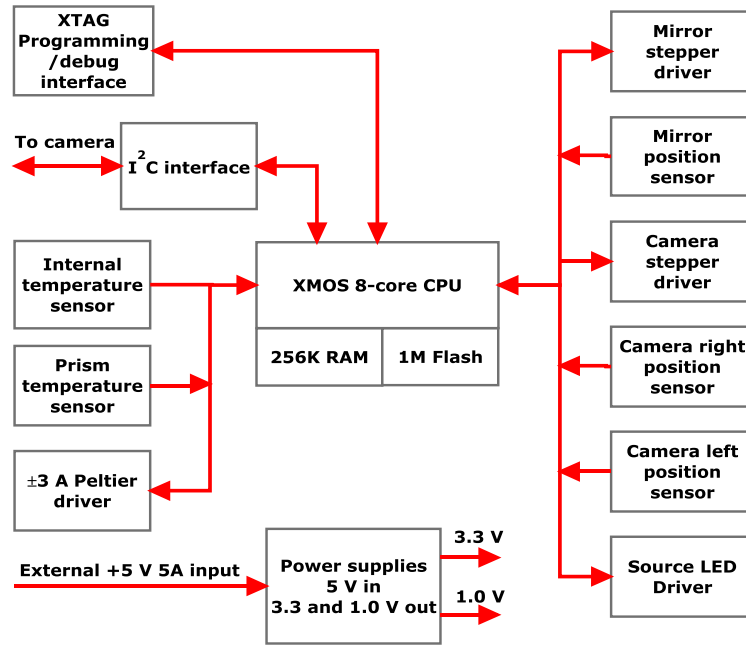 XTAG
Programming
/debug
interface
To camera
I²C interface
Internal
temperature
sensor
Prism
temperature
sensor
±3 A Peltier
driver
XMOS 8-core CPU
256K RAM
1M Flash
External +5 V 5A input
Power supplies
5 V in
3.3 and 1.0 V out
3.3 V
1.0 V
Mirror
stepper
driver
Mirror
position
sensor
Camera
stepper
driver
Camera right
position
sensor
Camera left
position
sensor
Source LED
Driver